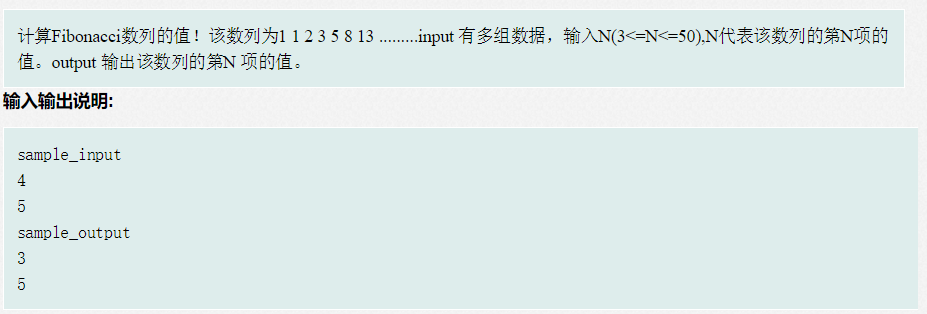 计算Fibonacci数列的值！该数列为1 1 2 3 5 8 13 .........input 有多组数据，输入N(3<=N<=50),N代表该数列的第N项的
值。output 输出该数列的第N 项的值。
输入输出说明:
sample_input
4
5
sample_output
3
5